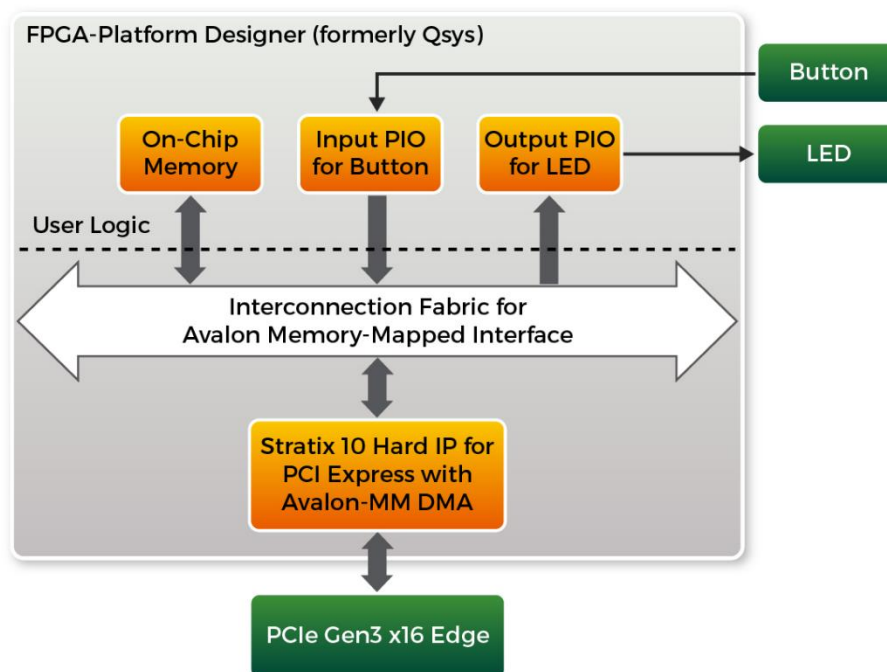 FPGA-Platform Designer (formerly Qsys)
Button
On-Chip
Memory
Input PIO
for Button
Output PIO
for LED
LED
User Logic
Interconnection Fabric for
Avalon Memory-Mapped Interface
Stratix 10 Hard IP for
PCI Express with
Avalon-MM DMA
PCIe Gen3 x16 Edge